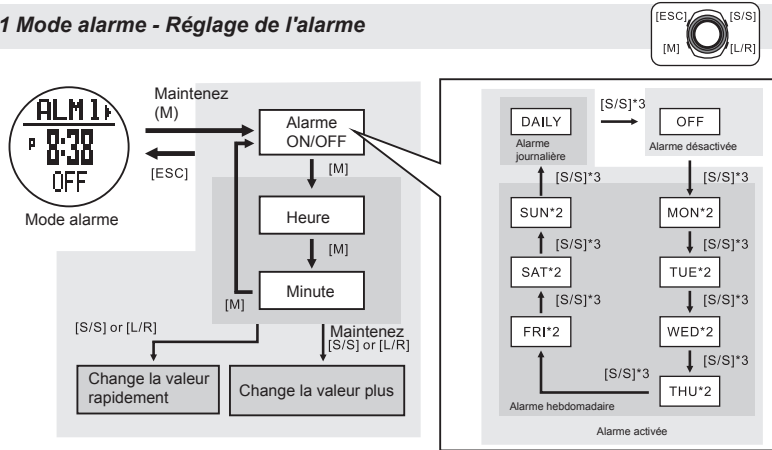 1 Mode alarme - Réglage de l'alarme
[ESC]
[S/S]
[M]
[L/R]
ALM 1
P 8:38
OFF
Mode alarme
Maintenez
(M)
[ESC]
Alarme
ON/OFF
[M]
Heure
[M]
Minute
[M]
[S/S] or [L/R]
Maintenez
[S/S] or [L/R]
Change la valeur
rapidement
Change la valeur plus
DAILY
Alarme
journalière
[S/S]*3
OFF
Alarme désactivée
[S/S]*3
MON*2
[S/S]*3
TUE*2
[S/S]*3
WED*2
[S/S]*3
THU*2
[S/S]*3
FRI*2
[S/S]*3
SAT*2
[S/S]*3
SUN*2
[S/S]*3
Alarme hebdomadaire
Alarme activée